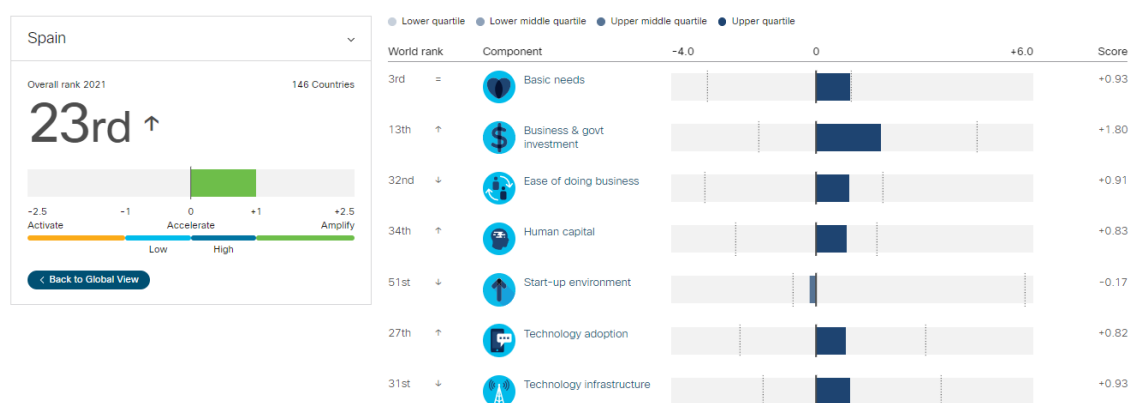 Spain
Overall rank 2021 146 Countries
23rd ↑
-2.5 -1 0 +1 +2.5
Activate Accelerate Amplify
Low High
< Back to Global View
Lower quartile Lower middle quartile Upper middle quartile Upper quartile
World rank Component -4.0 0 +6.0 Score
3rd = Basic needs +0.93
13th ↑ Business & govt
investment +1.80
32nd ↓ Ease of doing business +0.91
34th ↑ Human capital +0.83
51st ↓ Start-up environment -0.17
27th ↑ Technology adoption +0.82
31st ↓ Technology infrastructure +0.93